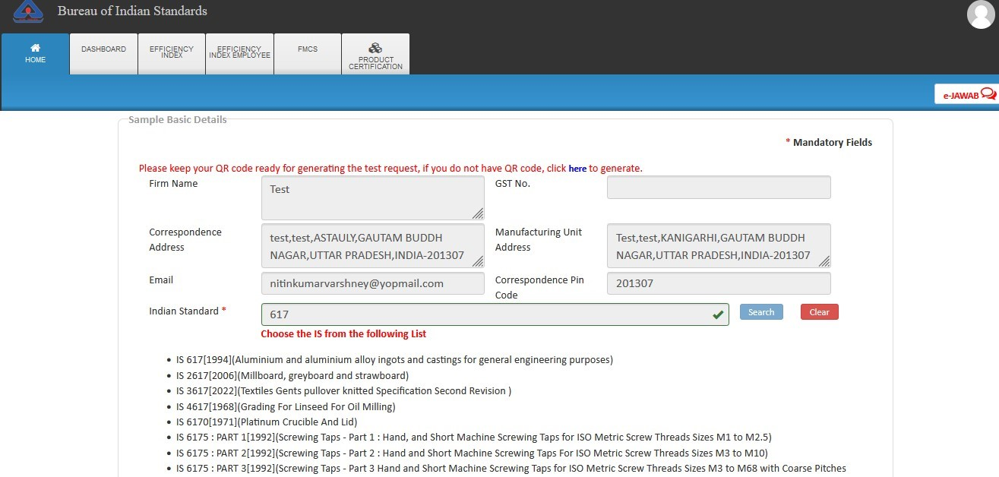 Bureau of Indian Standards
HOME
DASHBOARD
EFFICIENCY
INDEX
EFFICIENCY
INDEX EMPLOYEE
FMCS
PRODUCT
CERTIFICATION
e-JAWAB
Sample Basic Details
* Mandatory Fields
Please keep your QR code ready for generating the test request, if you do not have QR code, click here to generate.
Firm Name
Test
GST No.
Correspondence
Address
test,test,ASTAULY,GAUTAM BUDDH
NAGAR,UTTAR PRADESH,INDIA-201307
Manufacturing Unit
Address
Test,test,KANIGARHI,GAUTAM BUDDH
NAGAR,UTTAR PRADESH,INDIA-201307
Email
nitinkumarvarshney@yopmail.com
Correspondence Pin
Code
201307
Indian Standard *
617
Search
Clear
Choose the IS from the following List
• IS 617[1994](Aluminium and aluminium alloy ingots and castings for general engineering purposes)
• IS 2617[2006](Millboard, greyboard and strawboard)
• IS 3617[2022](Textiles Gents pullover knitted Specification Second Revision )
• IS 4617[1968](Grading For Linseed For Oil Milling)
• IS 6170[1971](Platinum Crucible And Lid)
• IS 6175 : PART 1[1992](Screwing Taps - Part 1 : Hand, and Short Machine Screwing Taps for ISO Metric Screw Threads Sizes M1 to M2.5)
• IS 6175 : PART 2[1992](Screwing Taps - Part 2 : Hand and Short Machine Screwing Taps For ISO Metric Screw Threads Sizes M3 to M10)
• IS 6175 : PART 3[1992](Screwing Taps - Part 3 Hand and Short Machine Screwing Taps for ISO Metric Screw Threads Sizes M3 to M68 with Coarse Pitches